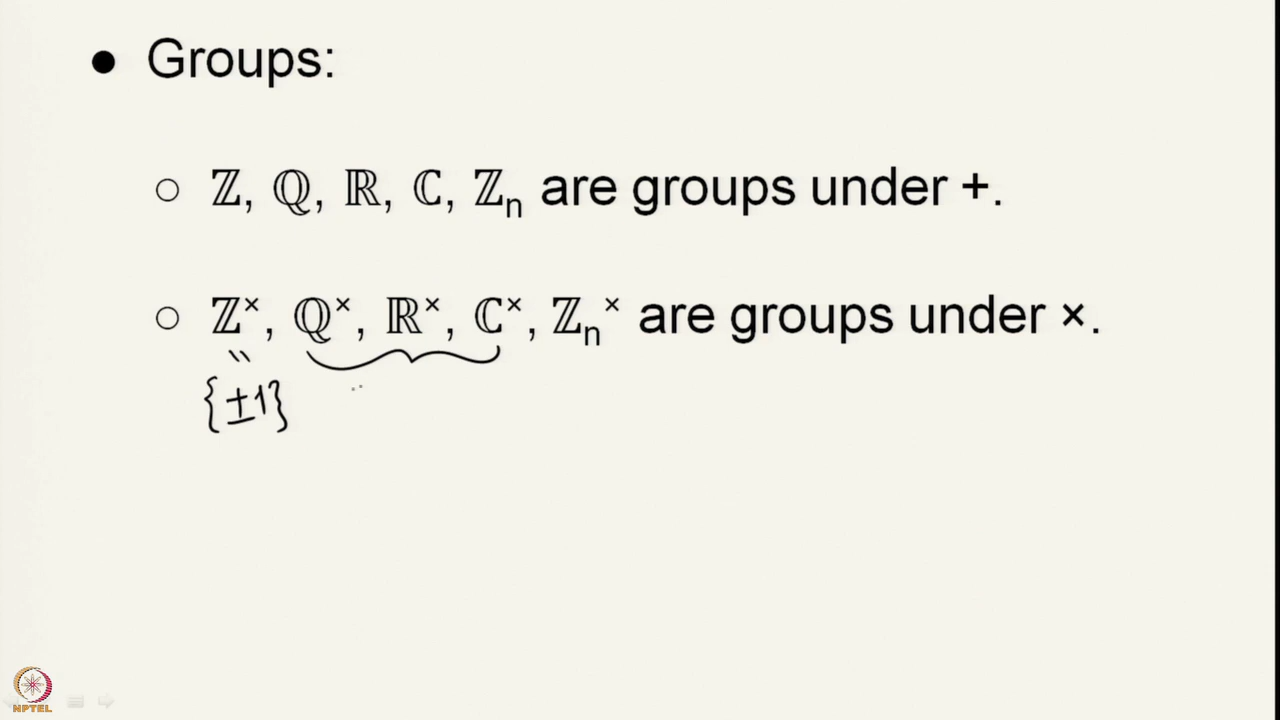 ● Groups:
○ ℤ, ℚ, ℝ, ℂ, ℤₙ are groups under +.
○ ℤ×, ℚ×, ℝ×, ℂ×, ℤₙ× are groups under ×.
{±1}
NPTEL